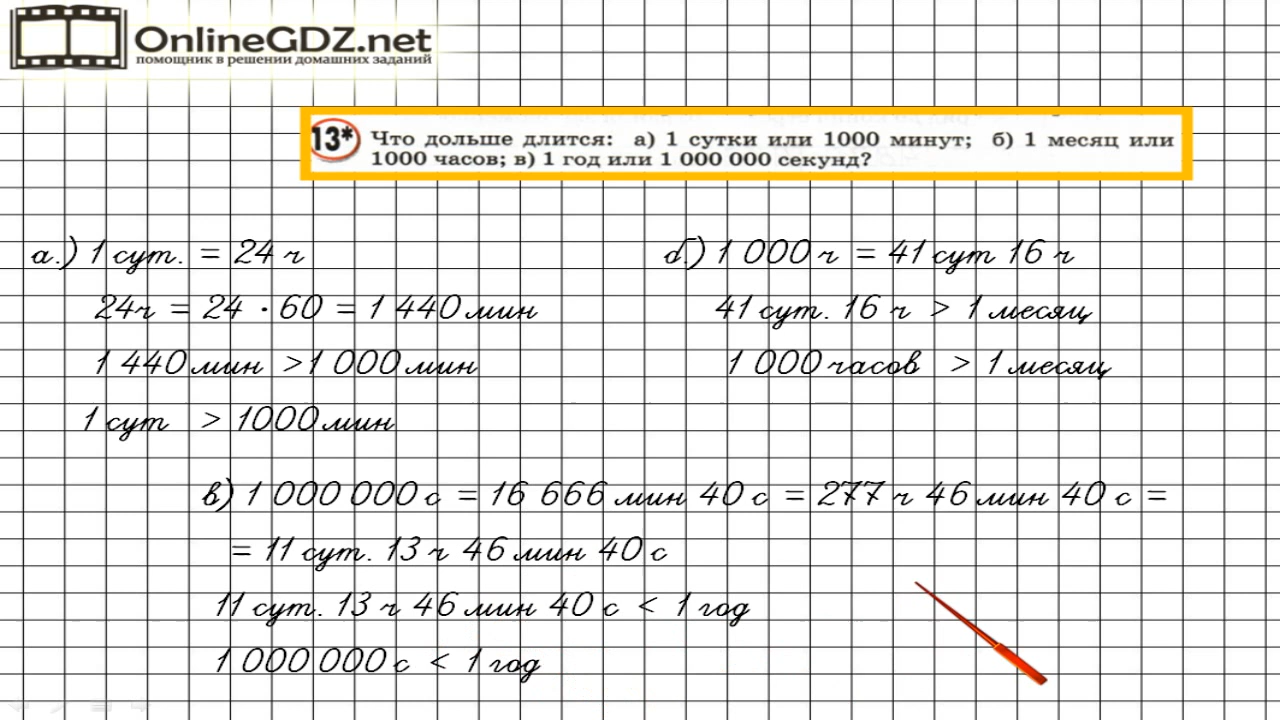 OnlineGDZ.net
помощник в решении домашних заданий
13* Что дольше длится: а) 1 сутки или 1000 минут; б) 1 месяц или
1000 часов; в) 1 год или 1 000 000 секунд?
а.) 1 сут. = 24 ч
24ч = 24 · 60 = 1 440 мин
1 440 мин > 1 000 мин
1 сут > 1000 мин
б.) 1 000 ч = 41 сут 16 ч
41 сут. 16 ч > 1 месяц
1 000 часов > 1 месяц
в) 1 000 000 с = 16 666 мин 40 с = 277 ч 46 мин 40 с =
= 11 сут. 13 ч 46 мин 40 с
11 сут. 13 ч 46 мин 40 с < 1 год
1 000 000 с < 1 год